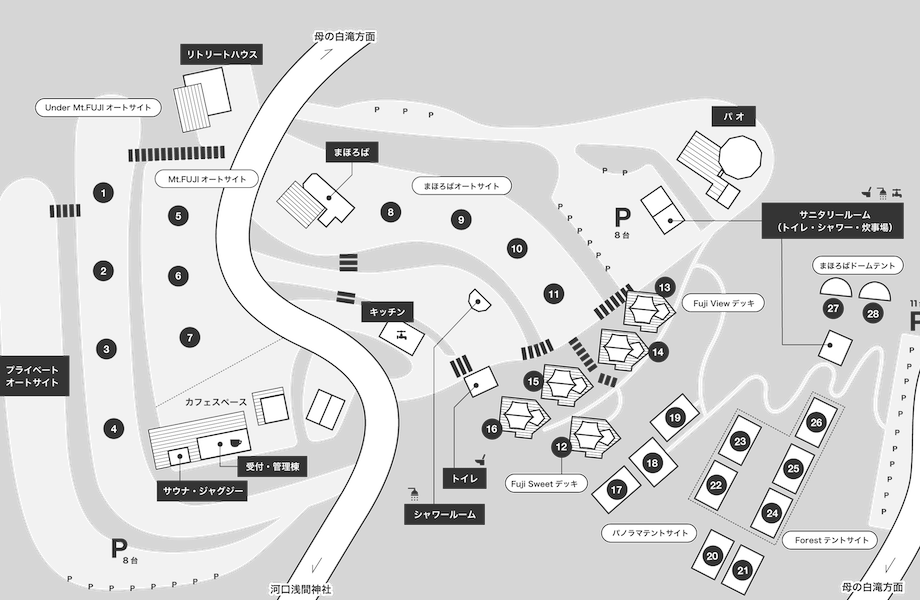 母の白滝方面
リトリートハウス
Under Mt.FUJI オートサイト
P
P
P
パオ
まほろば
Mt.FUJI オートサイト
まほろばオートサイト
P
P
1
5
8
9
10
11
P
P
P
P
P
P
8台
サニタリールーム
(トイレ・シャワー・炊事場)
まほろばドームテント
2
6
3
7
4
キッチン
13
Fuji View デッキ
14
27
28
11
P
プライベート
オートサイト
カフェスペース
受付・管理棟
サウナ・ジャグジー
15
16
12
Fuji Sweet デッキ
トイレ
シャワールーム
19
18
17
パノラマテントサイト
23
22
26
25
24
Forest テントサイト
20
21
P
P
P
P
P
P
P
P
P
P
8台
P
P
P
P
P
P
P
P
河口浅間神社
母の白滝方面